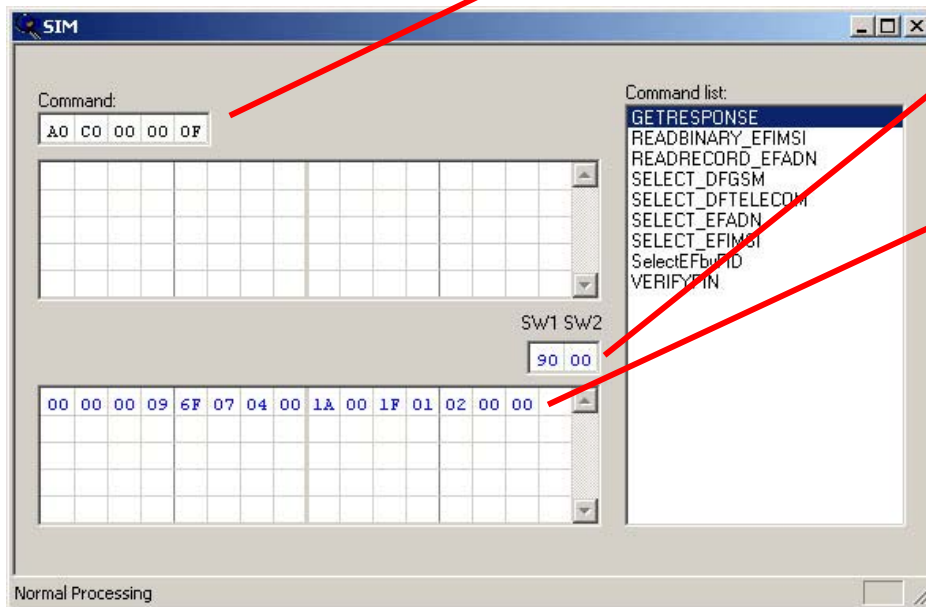 SIM
Command:
A0 C0 00 00 0F
Command list:
GETRESPONSE
READBINARY_EFIMSI
READRECORD_EFADN
SELECT_DFGSM
SELECT_DFTELECOM
SELECT_EFADN
SELECT_EFIMSI
SelectEFbyFID
VERIFYPIN
SW1 SW2
90 00
00 00 00 09 6F 07 04 00 1A 00 1F 01 02 00 00
Normal Processing